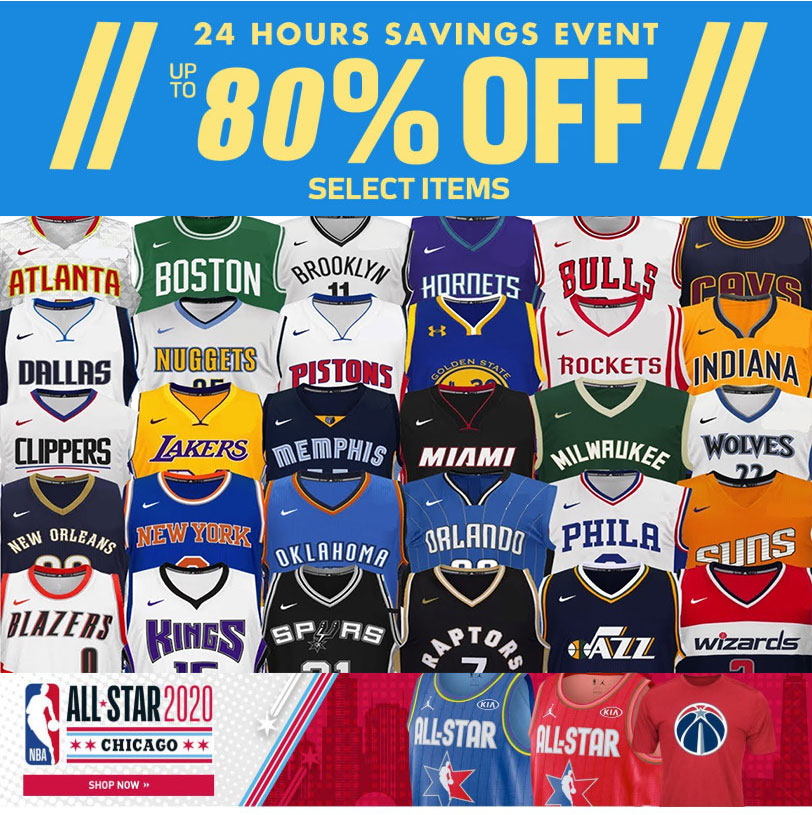 24 HOURS SAVINGS EVENT
UP TO 80% OFF
SELECT ITEMS
ATLANTA BOSTON BROOKLYN 11 HORNETS BULLS CAVS
DALLAS NUGGETS PISTONS GOLDEN STATE ROCKETS INDIANA
CLIPPERS LAKERS MEMPHIS MIAMI MILWAUKEE WOLVES
NEW ORLEANS NEW YORK OKLAHOMA ORLANDO PHILA SUNS
BLAZERS KINGS SPURS RAPTORS 7 JAZZ wizards
NBA
ALL★STAR 2020
★★ CHICAGO ★★
SHOP NOW »
KIA
ALL★STAR
KIA
ALL★STAR